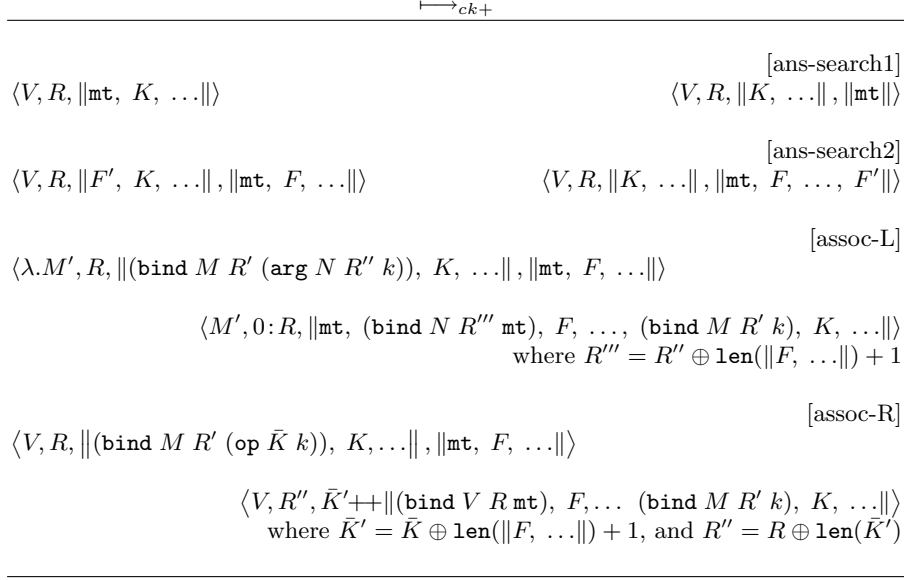 ⟼ck+
[ans-search1]
⟨V, R, ‖mt, K, …‖⟩ ⟨V, R, ‖K, …‖ , ‖mt‖⟩
[ans-search2]
⟨V, R, ‖F′, K, …‖ , ‖mt, F, …‖⟩ ⟨V, R, ‖K, …‖ , ‖mt, F, …, F′‖⟩
[assoc-L]
⟨λ.M′, R, ‖(bind M R′ (arg N R″ k)), K, …‖ , ‖mt, F, …‖⟩
⟨M′, 0:R, ‖mt, (bind N R‴ mt), F, …, (bind M R′ k), K, …‖⟩
where R‴ = R″ ⊕ len(‖F, …‖) + 1
[assoc-R]
⟨V, R, ‖(bind M R′ (op K̄ k)), K,…‖ , ‖mt, F, …‖⟩
⟨V, R″, K̄′++‖(bind V R mt), F,… (bind M R′ k), K, …‖⟩
where K̄′ = K̄ ⊕ len(‖F, …‖) + 1, and R″ = R ⊕ len(K̄′)